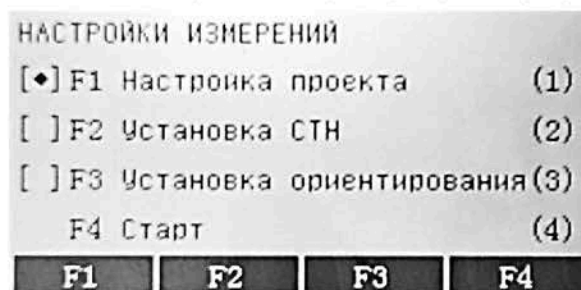 НАСТРОЙКИ ИЗМЕРЕНИЙ
[◆] F1 Настройка проекта (1)
[ ] F2 Установка СТН (2)
[ ] F3 Установка ориентирования (3)
F4 Старт (4)
F1 F2 F3 F4